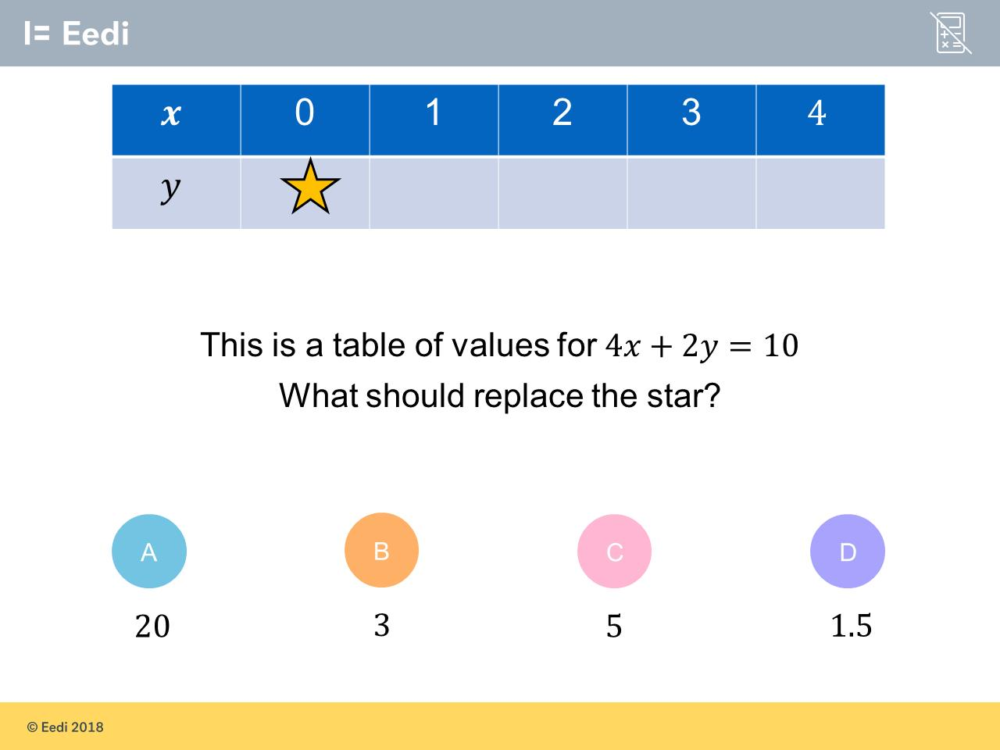 Eedi
x 0 1 2 3 4
y
This is a table of values for 4x + 2y = 10
What should replace the star?
A B C D
20 3 5 1.5
© Eedi 2018